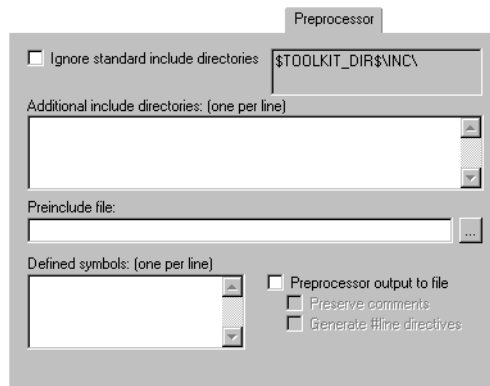 Preprocessor
Ignore standard include directories
$TOOLKIT_DIR$\INC\
Additional include directories: (one per line)
Preinclude file:
...
Defined symbols: (one per line)
Preprocessor output to file
Preserve comments
Generate #line directives